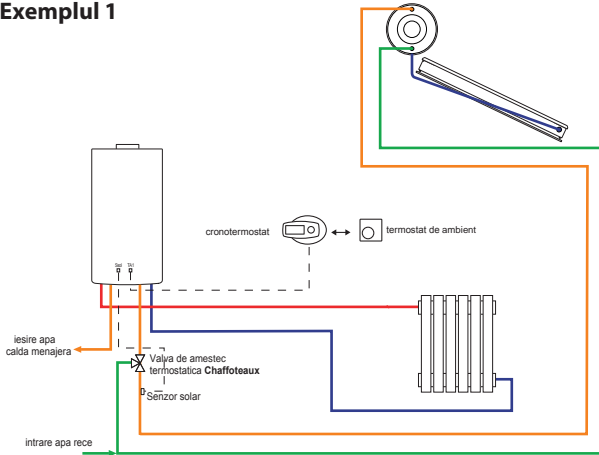 Exemplul 1
cronotermostat
termostat de ambient
TA1
iesire apa
calda menajera
Valva de amestec
termostatica Chaffoteaux
Senzor solar
intrare apa rece